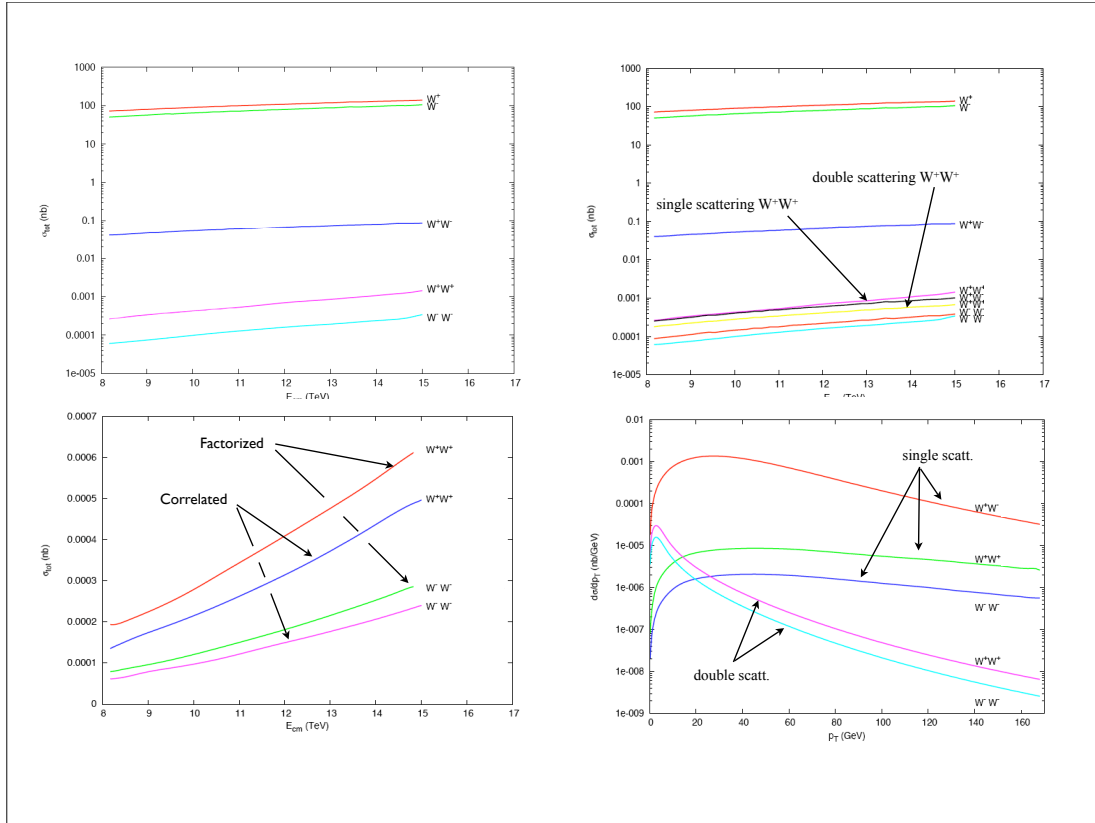 1000
100
10
1
0.1
0.01
0.001
0.0001
1e-005
σtot (nb)
W+
W-
W+W-
W+W+
W- W-
8 9 10 11 12 13 14 15 16 17
1000
100
10
1
0.1
0.01
0.001
0.0001
1e-005
σtot (nb)
W+
W-
double scattering W+W+
single scattering W+W+
W+W-
W- W-
8 9 10 11 12 13 14 15 16 17
0.0007
0.0006
0.0005
0.0004
0.0003
0.0002
0.0001
0
σtot (nb)
Factorized
Correlated
W+W+
W+W+
W- W-
W- W-
8 9 10 11 12 13 14 15 16 17
Ecm (TeV)
0.01
0.001
0.0001
1e-005
1e-006
1e-007
1e-008
1e-009
dσ/dpT (nb/GeV)
single scatt.
W+W-
W+W+
W- W-
double scatt.
W+W+
W- W-
0 20 40 60 80 100 120 140 160
pT (GeV)